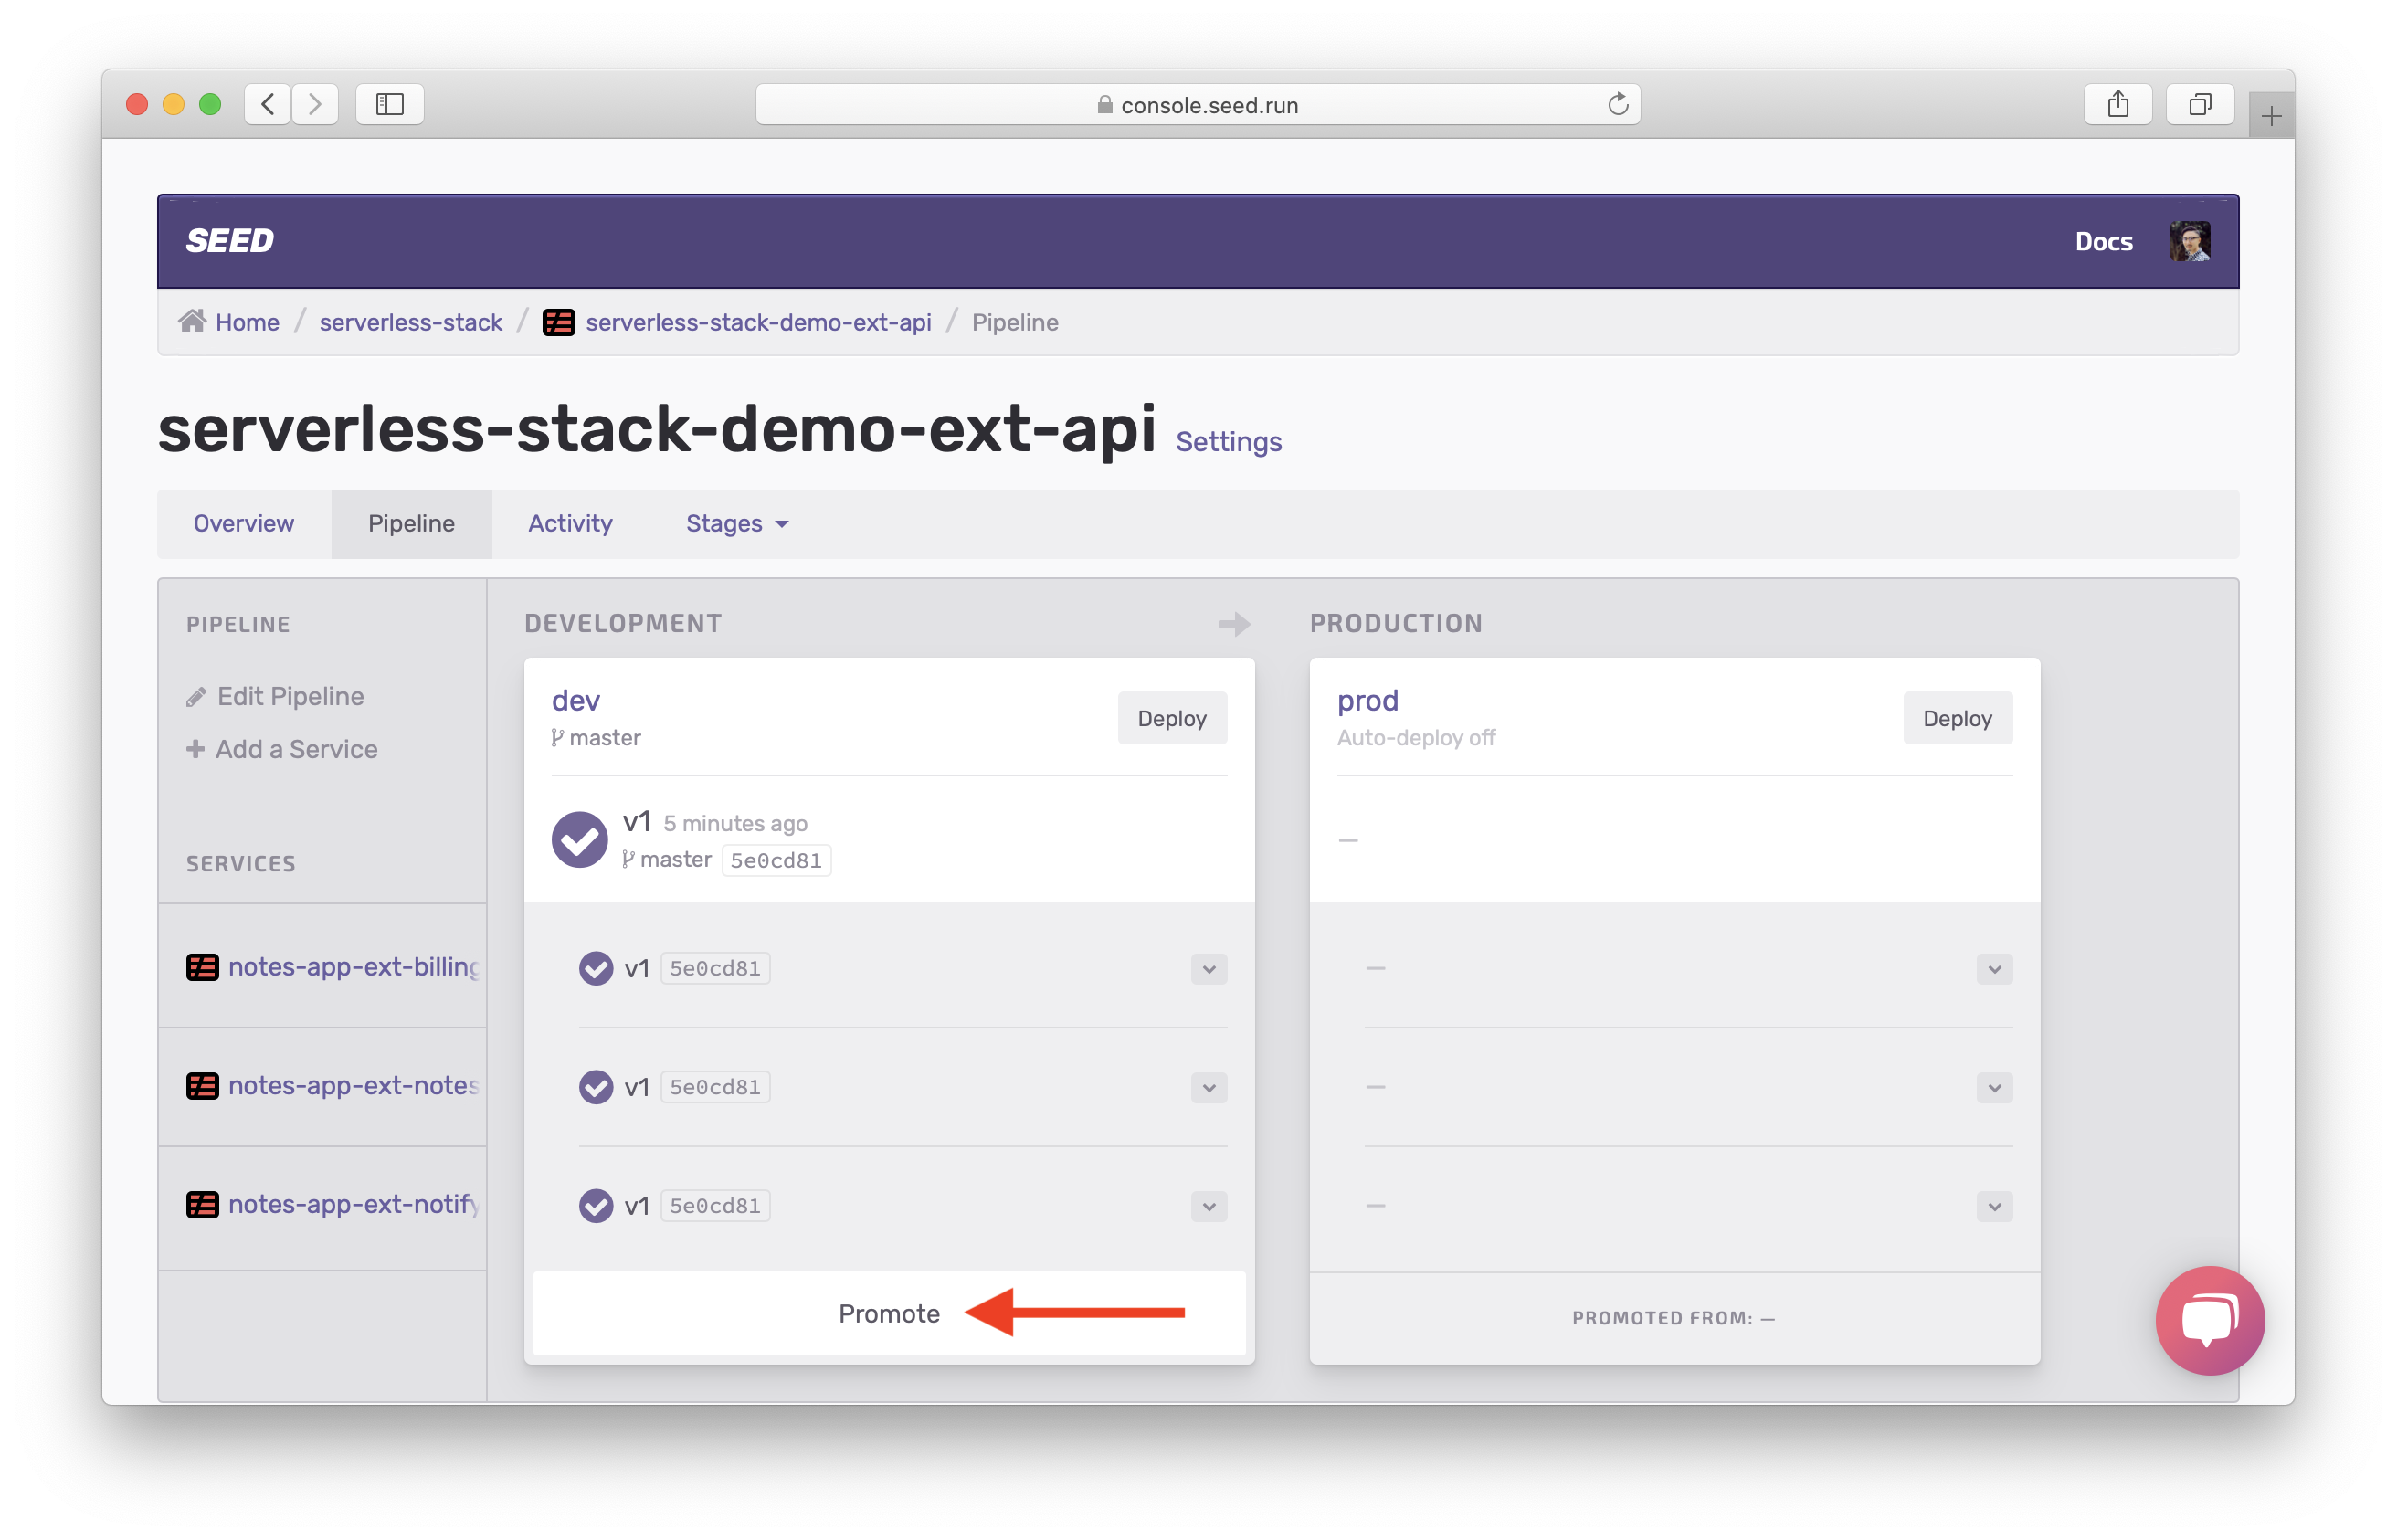 console.seed.run
SEED
Docs
Home / serverless-stack / serverless-stack-demo-ext-api / Pipeline
serverless-stack-demo-ext-api Settings
Overview Pipeline Activity Stages
PIPELINE
Edit Pipeline
+ Add a Service
SERVICES
notes-app-ext-billing
notes-app-ext-notes
notes-app-ext-notify
DEVELOPMENT
dev
master
Deploy
v1 5 minutes ago
master 5e0cd81
v1 5e0cd81
v1 5e0cd81
v1 5e0cd81
Promote
PRODUCTION
prod
Auto-deploy off
Deploy
—
—
—
—
PROMOTED FROM: —